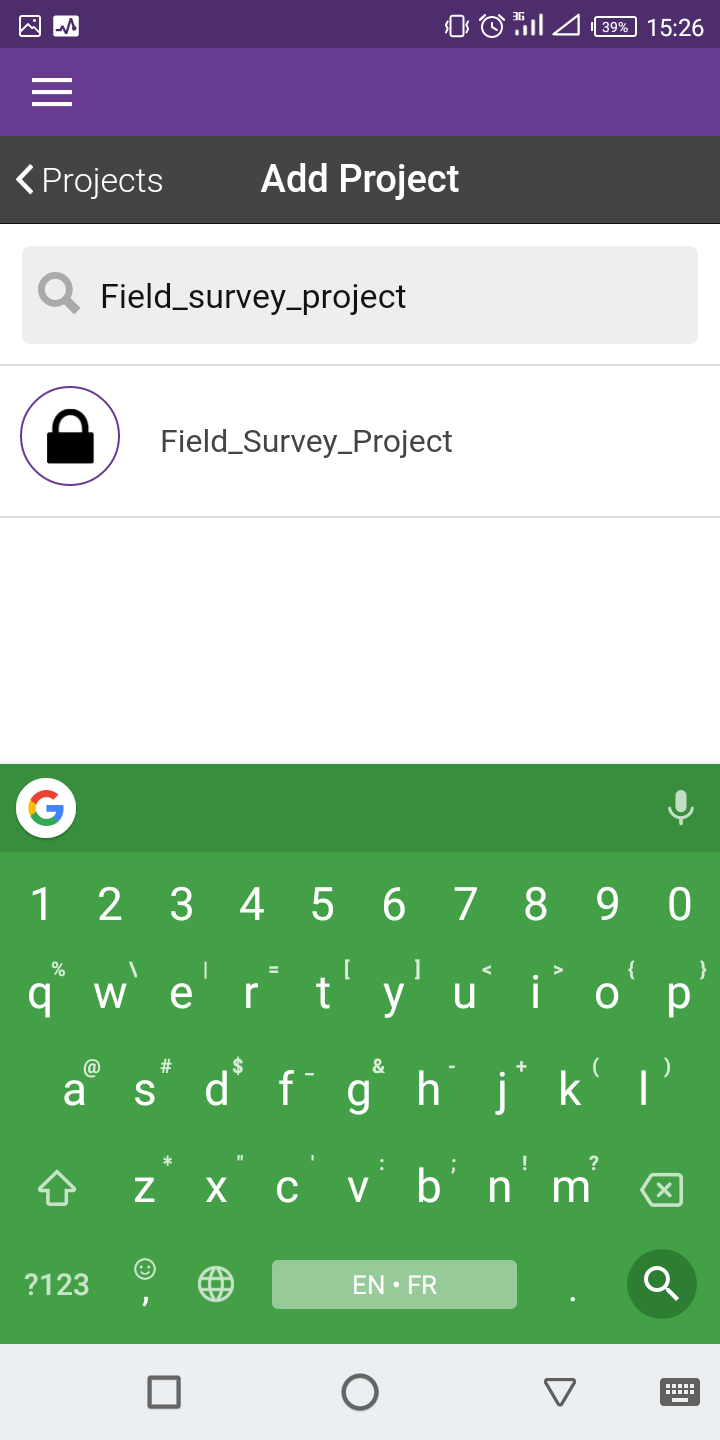 3G 39% 15:26
Projects Add Project
Field_survey_project
Field_Survey_Project
G
1 2 3 4 5 6 7 8 9 0
% \ | = [ ] < > { }
q w e r t y u i o p
@ # $ _ & - + ( )
a s d f g h j k l
* " ' : ; ! ?
z x c v b n m
?123 , EN • FR .